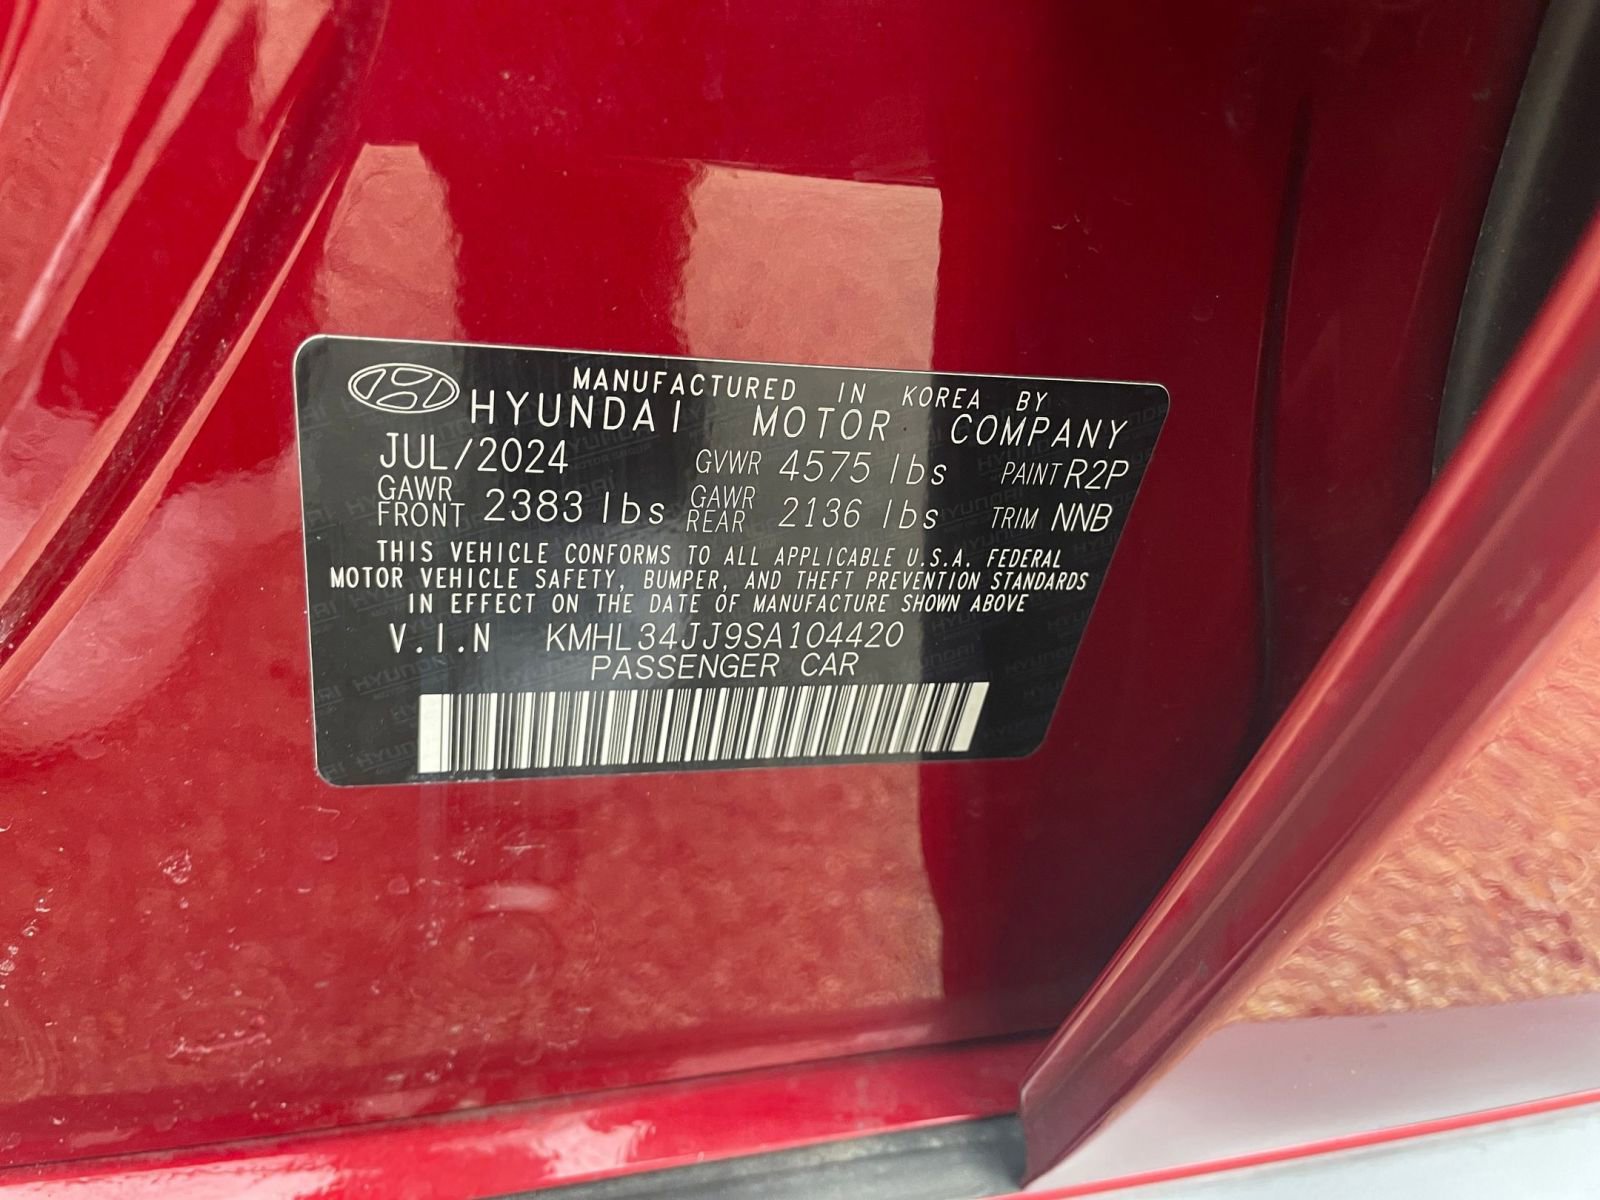 MANUFACTURED IN KOREA BY
HYUNDAI MOTOR COMPANY
JUL/2024 GVWR 4575 lbs PAINT R2P
GAWR FRONT 2383 lbs GAWR REAR 2136 lbs TRIM NNB
THIS VEHICLE CONFORMS TO ALL APPLICABLE U.S.A. FEDERAL
MOTOR VEHICLE SAFETY, BUMPER, AND THEFT PREVENTION STANDARDS
IN EFFECT ON THE DATE OF MANUFACTURE SHOWN ABOVE
V.I.N KMHL34JJ9SA104420
PASSENGER CAR